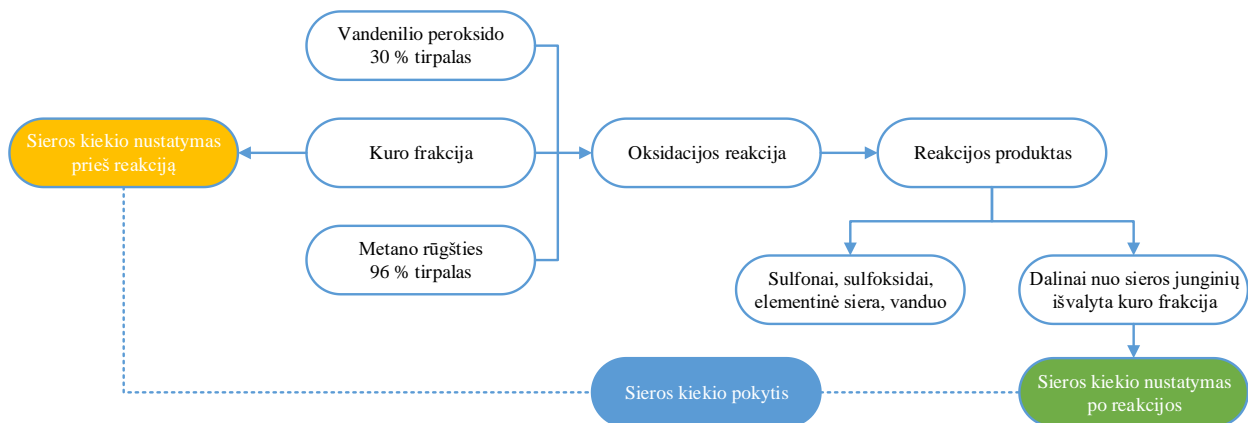 Vandenilio peroksido
30 % tirpalas
Sieros kiekio nustatymas
prieš reakciją
Kuro frakcija
Oksidacijos reakcija
Reakcijos produktas
Metano rūgšties
96 % tirpalas
Sulfonai, sulfoksidai,
elementinė siera, vanduo
Dalinai nuo sieros junginių
išvalyta kuro frakcija
Sieros kiekio pokytis
Sieros kiekio nustatymas
po reakcijos